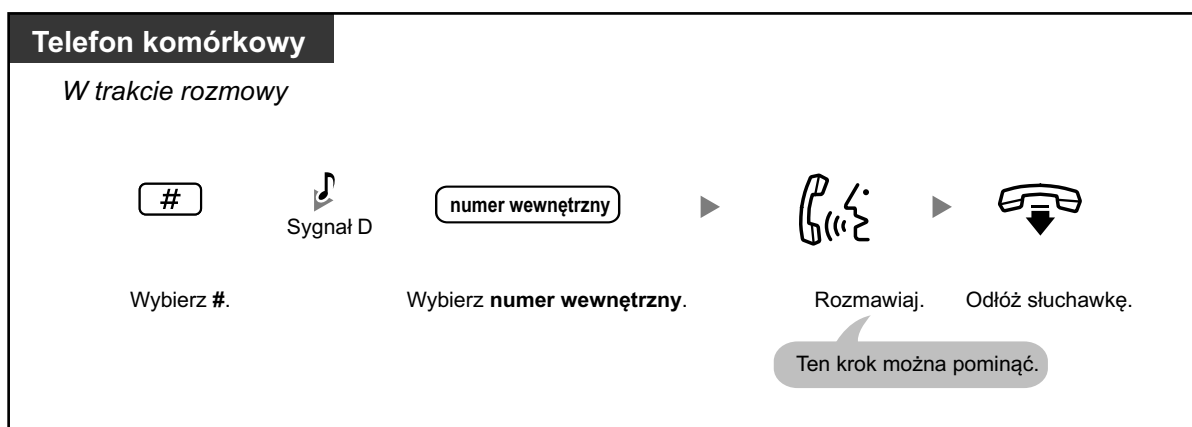 Telefon komórkowy
W trakcie rozmowy
#
Sygnał D
numer wewnętrzny
Wybierz #.
Wybierz numer wewnętrzny.
Rozmawiaj.
Odłóż słuchawkę.
Ten krok można pominąć.